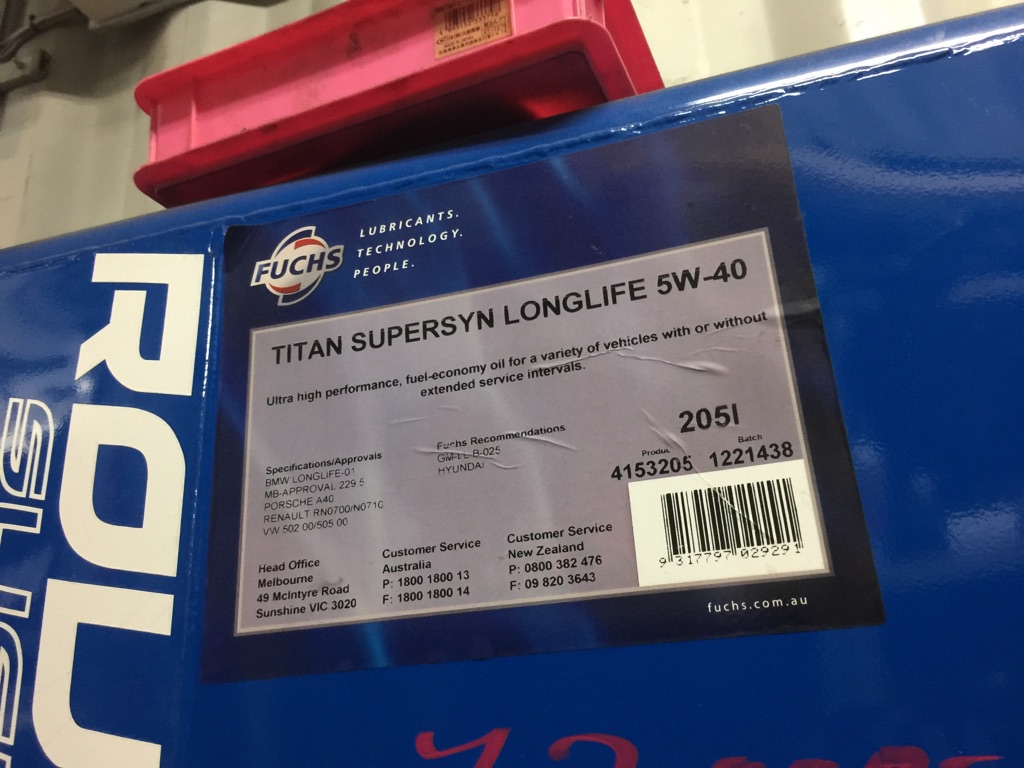 FUCHS
LUBRICANTS.
TECHNOLOGY.
PEOPLE.
TITAN SUPERSYN LONGLIFE 5W-40
Ultra high performance, fuel-economy oil for a variety of vehicles with or without
extended service intervals.
205l
Specifications/Approvals
BMW LONGLIFE-01
MB-APPROVAL 229.5
PORSCHE A40
RENAULT RN0700/N0710
VW 502 00/505 00
Fuchs Recommendations
GM-LL B-025
HYUNDAI
Batch
4153205 1221438
9 317797 029291
Head Office
Melbourne
49 McIntyre Road
Sunshine VIC 3020
Customer Service
Australia
P: 1800 1800 13
F: 1800 1800 14
Customer Service
New Zealand
P: 0800 382 476
F: 09 820 3643
fuchs.com.au
ROL